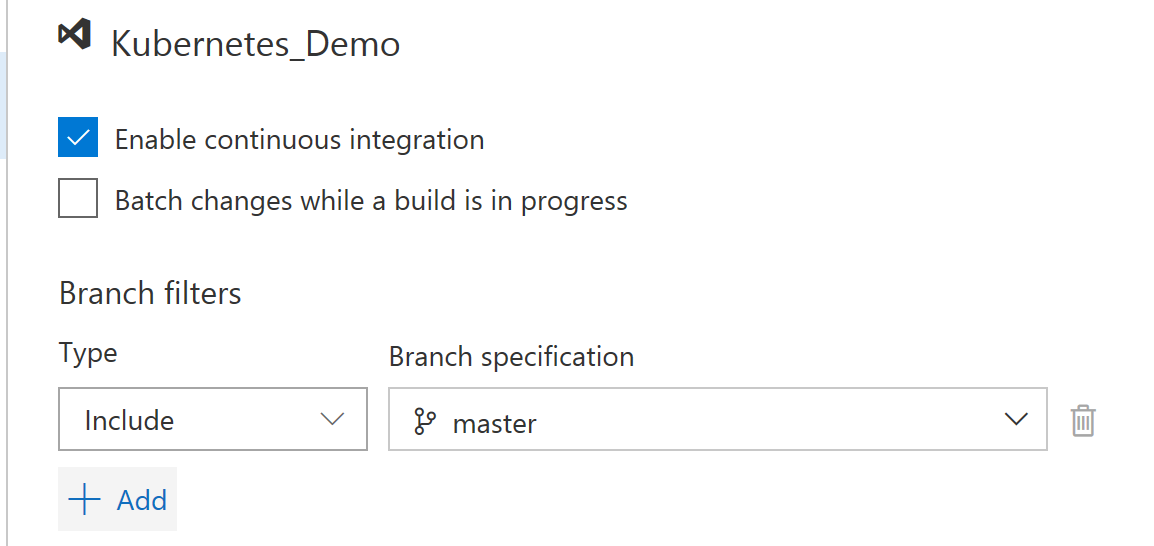 Kubernetes_Demo
Enable continuous integration
Batch changes while a build is in progress
Branch filters
Type
Branch specification
Include
master
Add